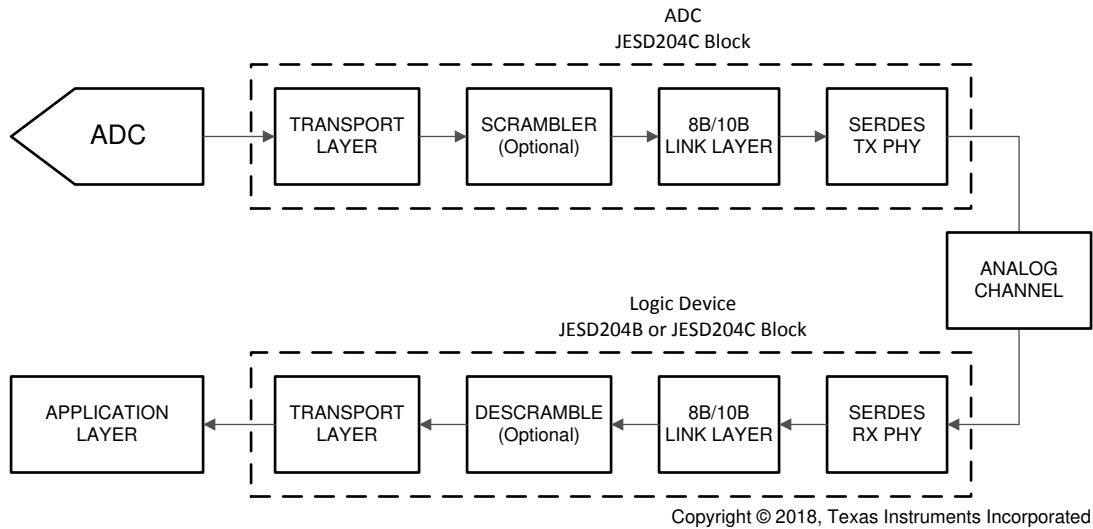 ADC
JESD204C Block
ADC
TRANSPORT
LAYER
SCRAMBLER
(Optional)
8B/10B
LINK LAYER
SERDES
TX PHY
ANALOG
CHANNEL
Logic Device
JESD204B or JESD204C Block
APPLICATION
LAYER
TRANSPORT
LAYER
DESCRAMBLE
(Optional)
8B/10B
LINK LAYER
SERDES
RX PHY
Copyright © 2018, Texas Instruments Incorporated